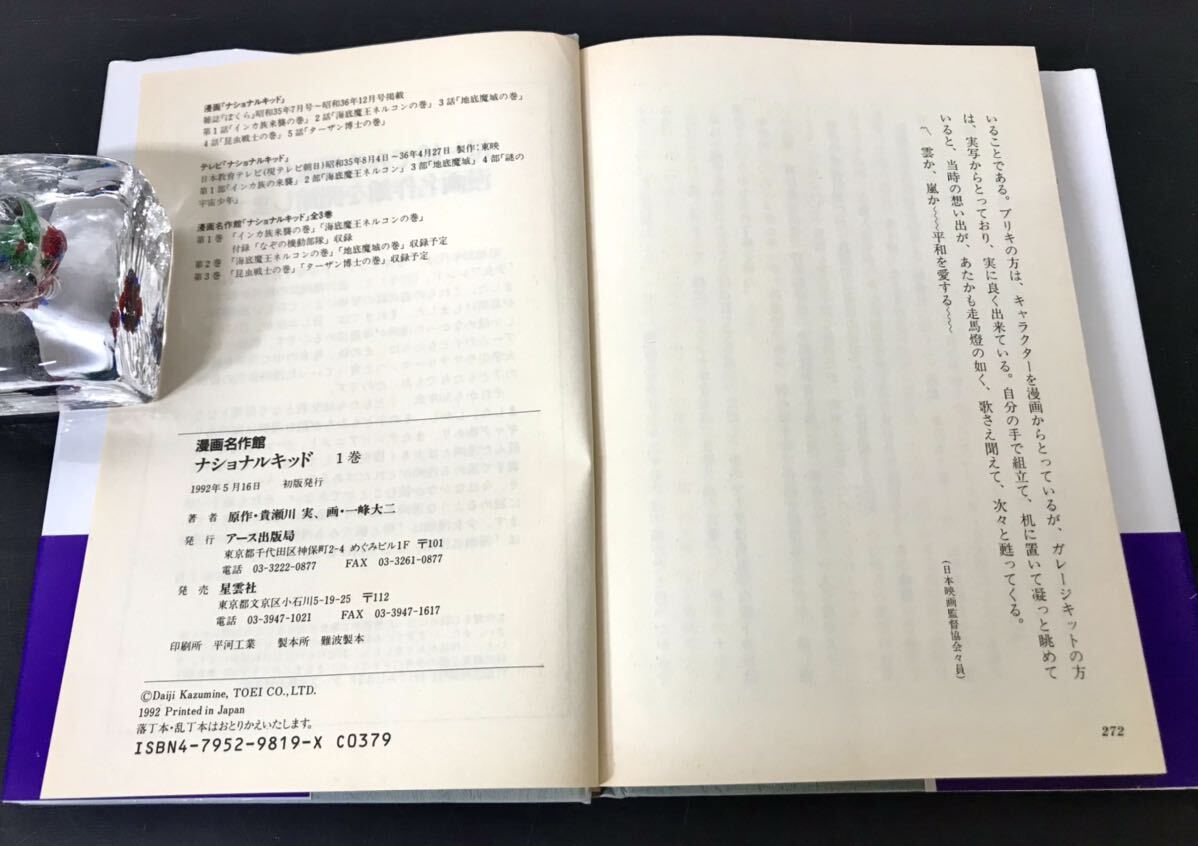 いることである。ブリキの方は、キャラクターを漫画からとっているが、ガレージキットの方
は、実写からとっており、実に良く出来ている。自分の手で組立て、机に置いて凝っと眺めて
いると、当時の想い出が、あたかも走馬燈の如く、歌さえ聞えて、次々と甦ってくる。
〽雲か、嵐か〜〜平和を愛する〜〜〜
(日本映画監督協会々員)
272
漫画『ナショナルキッド』
雑誌『ぼくら』昭和35年7月号〜昭和36年12月号掲載
第1話「インカ族来襲の巻」2話「海底魔王ネルコンの巻」3話「地底魔城の巻」
4話「昆虫戦士の巻」5話「ターザン博士の巻」
テレビ『ナショナルキッド』
日本教育テレビ(現テレビ朝日)昭和35年8月4日〜36年4月27日 製作:東映
第1部「インカ族の来襲」2部「海底魔王ネルコン」3部「地底魔城」4部「謎の
宇宙少年」
漫画名作館『ナショナルキッド』全3巻
第1巻 「インカ族来襲の巻」「海底魔王ネルコンの巻」
付録「なぞの機動部隊」収録
第2巻 「海底魔王ネルコンの巻」「地底魔城の巻」収録予定
第3巻 「昆虫戦士の巻」「ターザン博士の巻」収録予定
漫画名作館
ナショナルキッド 1巻
1992年5月16日 初版発行
著者 原作・貴瀬川 実、画・一峰大二
発行 アース出版局
東京都千代田区神保町2-4 めぐみビル1F 〒101
電話 03-3222-0877 FAX 03-3261-0877
発売 星雲社
東京都文京区小石川5-19-25 〒112
電話 03-3947-1021 FAX 03-3947-1617
印刷所 平河工業 製本所 難波製本
©Daiji Kazumine, TOEI CO., LTD.
1992 Printed in Japan
落丁本・乱丁本はおとりかえいたします。
ISBN4-7952-9819-X C0379